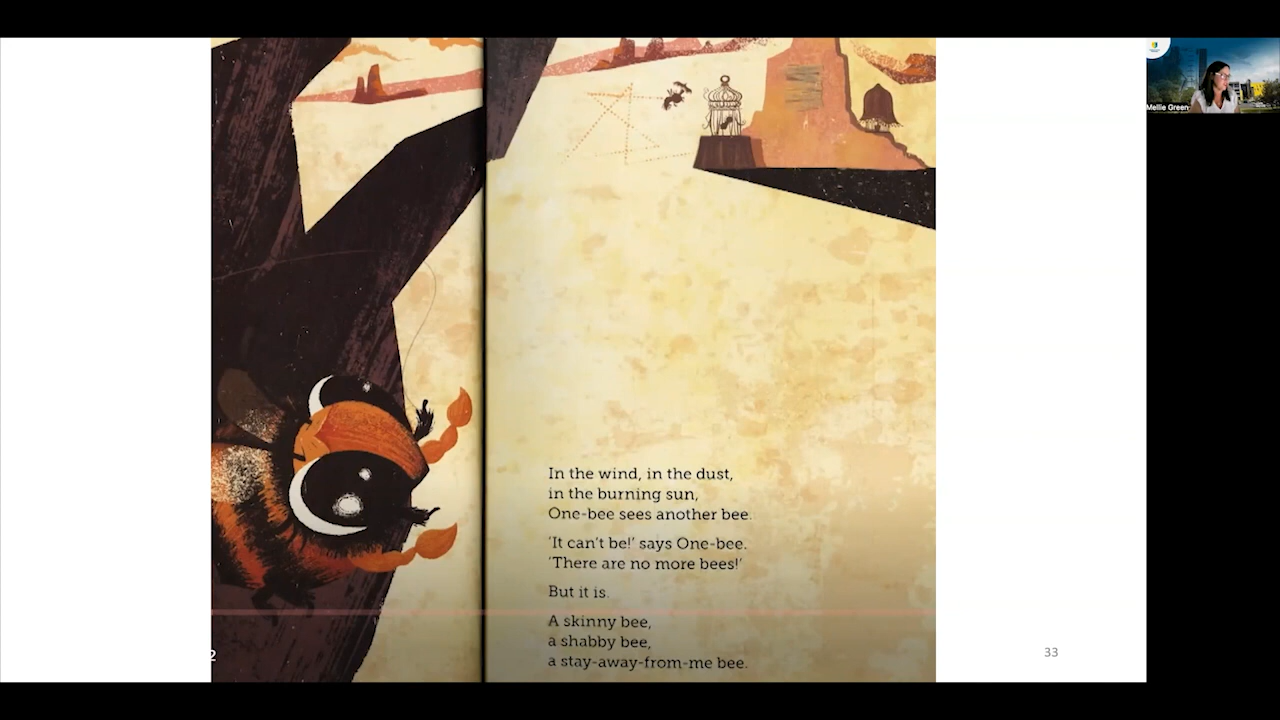 Mellie Green
In the wind, in the dust,
in the burning sun,
One-bee sees another bee.
‘It can’t be!’ says One-bee.
‘There are no more bees!’
But it is.
A skinny bee,
a shabby bee,
a stay-away-from-me bee.
2
33